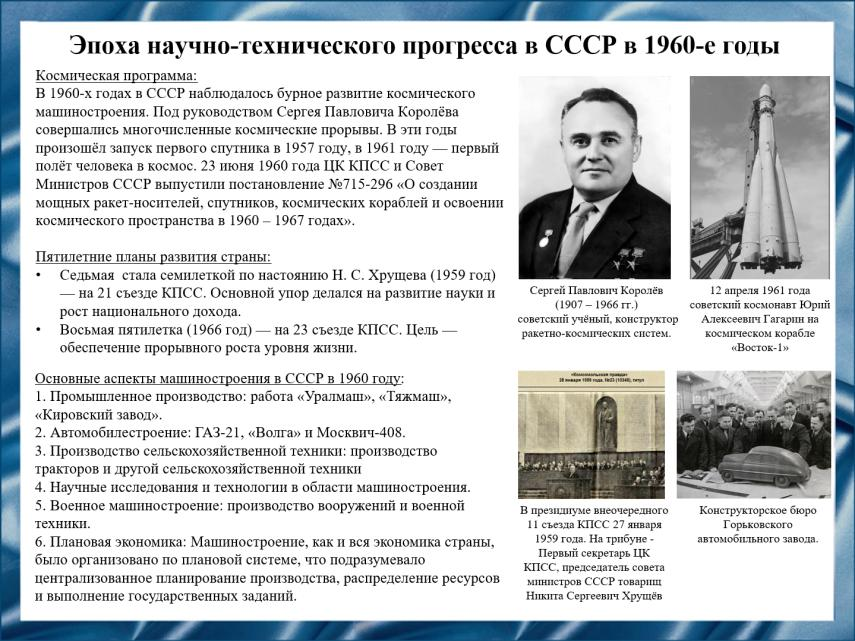 Эпоха научно-технического прогресса в СССР в 1960-е годы
Космическая программа:
В 1960-х годах в СССР наблюдалось бурное развитие космического
машиностроения. Под руководством Сергея Павловича Королёва
совершались многочисленные космические прорывы. В эти годы
произошёл запуск первого спутника в 1957 году, в 1961 году — первый
полёт человека в космос. 23 июня 1960 года ЦК КПСС и Совет
Министров СССР выпустили постановление №715-296 «О создании
мощных ракет-носителей, спутников, космических кораблей и освоении
космического пространства в 1960 – 1967 годах».
Пятилетние планы развития страны:
• Седьмая стала семилеткой по настоянию Н. С. Хрущева (1959 год)
— на 21 съезде КПСС. Основной упор делался на развитие науки и
рост национального дохода.
• Восьмая пятилетка (1966 год) — на 23 съезде КПСС. Цель —
обеспечение прорывного роста уровня жизни.
Основные аспекты машиностроения в СССР в 1960 году:
1. Промышленное производство: работа «Уралмаш», «Тяжмаш»,
«Кировский завод».
2. Автомобилестроение: ГАЗ-21, «Волга» и Москвич-408.
3. Производство сельскохозяйственной техники: производство
тракторов и другой сельскохозяйственной техники
4. Научные исследования и технологии в области машиностроения.
5. Военное машиностроение: производство вооружений и военной
техники.
6. Плановая экономика: Машиностроение, как и вся экономика страны,
было организовано по плановой системе, что подразумевало
централизованное планирование производства, распределение ресурсов
и выполнение государственных заданий.
Сергей Павлович Королёв
(1907 – 1966 гг.)
советский учёный, конструктор
ракетно-космических систем.
12 апреля 1961 года
советский космонавт Юрий
Алексеевич Гагарин на
космическом корабле
«Восток-1»
«Комсомольская правда»
28 января 1959 года, №23 (10349), титул
В президиуме внеочередного
11 съезда КПСС 27 января
1959 года. На трибуне -
Первый секретарь ЦК
КПСС, председатель совета
министров СССР товарищ
Никита Сергеевич Хрущёв
Конструкторское бюро
Горьковского
автомобильного завода.